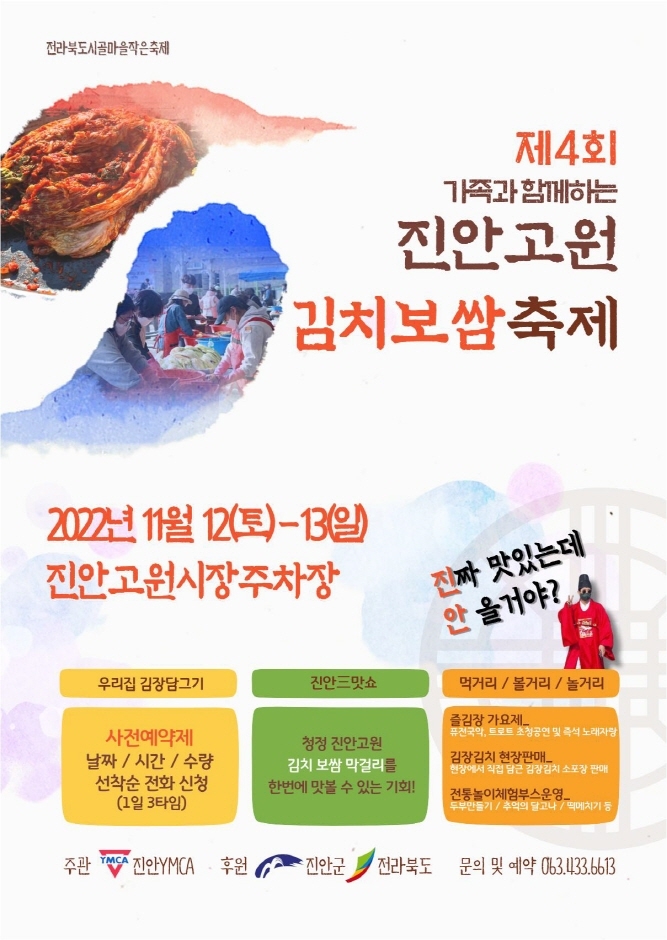 전라북도시골마을작은축제
제4회
가족과 함께하는
진안고원
김치보쌈축제
2022년 11월 12(토)-13(일)
진안고원시장주차장
진짜 맛있는데
안 올거야?
우리집 김장담그기
사전예약제
날짜 / 시간 / 수량
선착순 전화 신청
(1일 3타임)
진안三맛쇼
청정 진안고원
김치 보쌈 막걸리를
한번에 맛볼 수 있는 기회!
먹거리 / 볼거리 / 놀거리
즐김장 가요제_
퓨전국악, 트로트 초청공연 및 즉석 노래자랑
김장김치 현장판매_
현장에서 직접 담근 김장김치 소포장 판매
전통놀이체험부스운영_
두부만들기 / 추억의 달고나 / 떡메치기 등
주관 YMCA 진안YMCA 후원 진안군 전라북도 문의 및 예약 063.433.6613